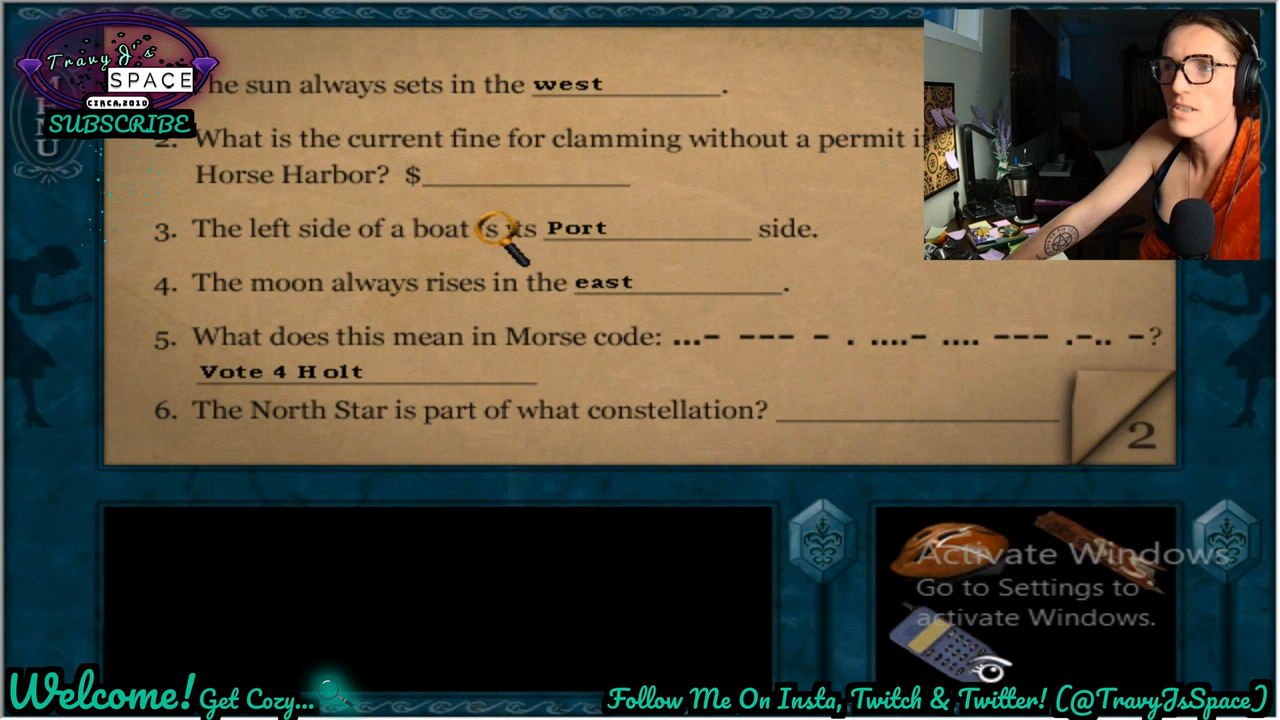 Travy J's
SPACE
CIRCA.2010
SUBSCRIBE
MENU
he sun always sets in the west.
2. What is the current fine for clamming without a permit i
Horse Harbor? $
3. The left side of a boat is its Port side.
4. The moon always rises in the east.
5. What does this mean in Morse code: ...- --- - . ....- .... --- .-.. -?
Vote 4 Holt
6. The North Star is part of what constellation?
2
Activate Windows
Go to Settings to
activate Windows.
Welcome! Get Cozy...
Follow Me On Insta, Twitch & Twitter! (@TravyJsSpace)